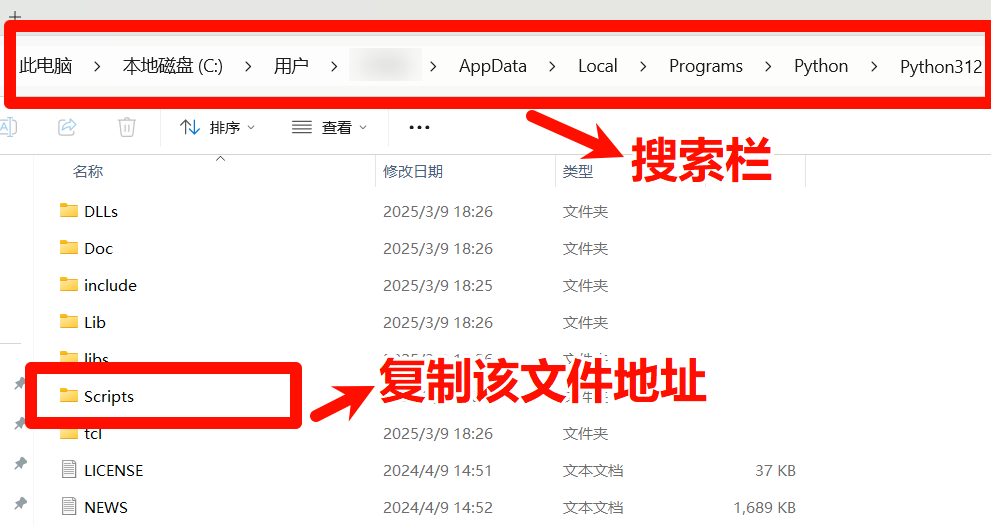 此电脑 > 本地磁盘 (C:) > 用户 > > AppData > Local > Programs > Python > Python312
排序 查看 ···
搜索栏
名称 修改日期 类型
DLLs 2025/3/9 18:26 文件夹
Doc 2025/3/9 18:26 文件夹
include 2025/3/9 18:25 文件夹
Lib 2025/3/9 18:26 文件夹
libs
复制该文件地址
Scripts
tcl 2025/3/9 18:26 文件夹
LICENSE 2024/4/9 14:51 文本文档 37 KB
NEWS 2024/4/9 14:52 文本文档 1,689 KB